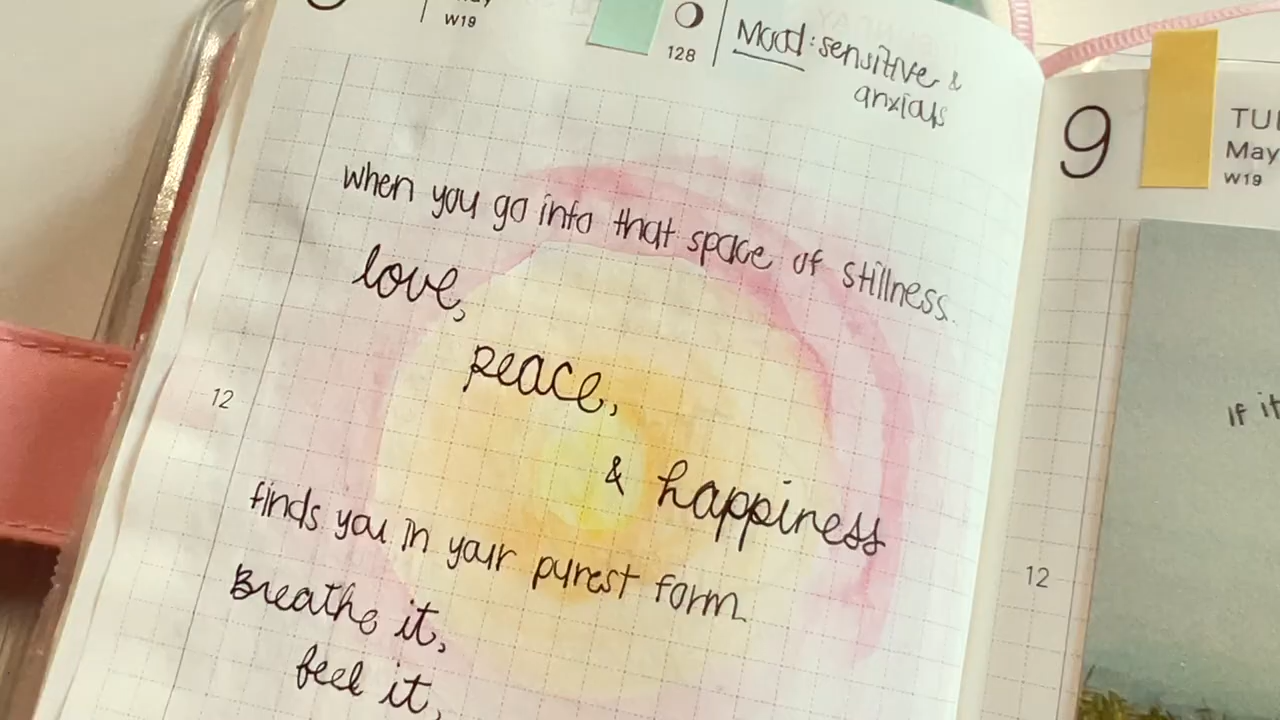 W19
128
Mood: sensitive &
anxious
when you go into that space of stillness.
love,
peace,
& happiness
12
finds you in your purest form.
Breathe it,
feel it,
9
TUE
May
W19
If it
12